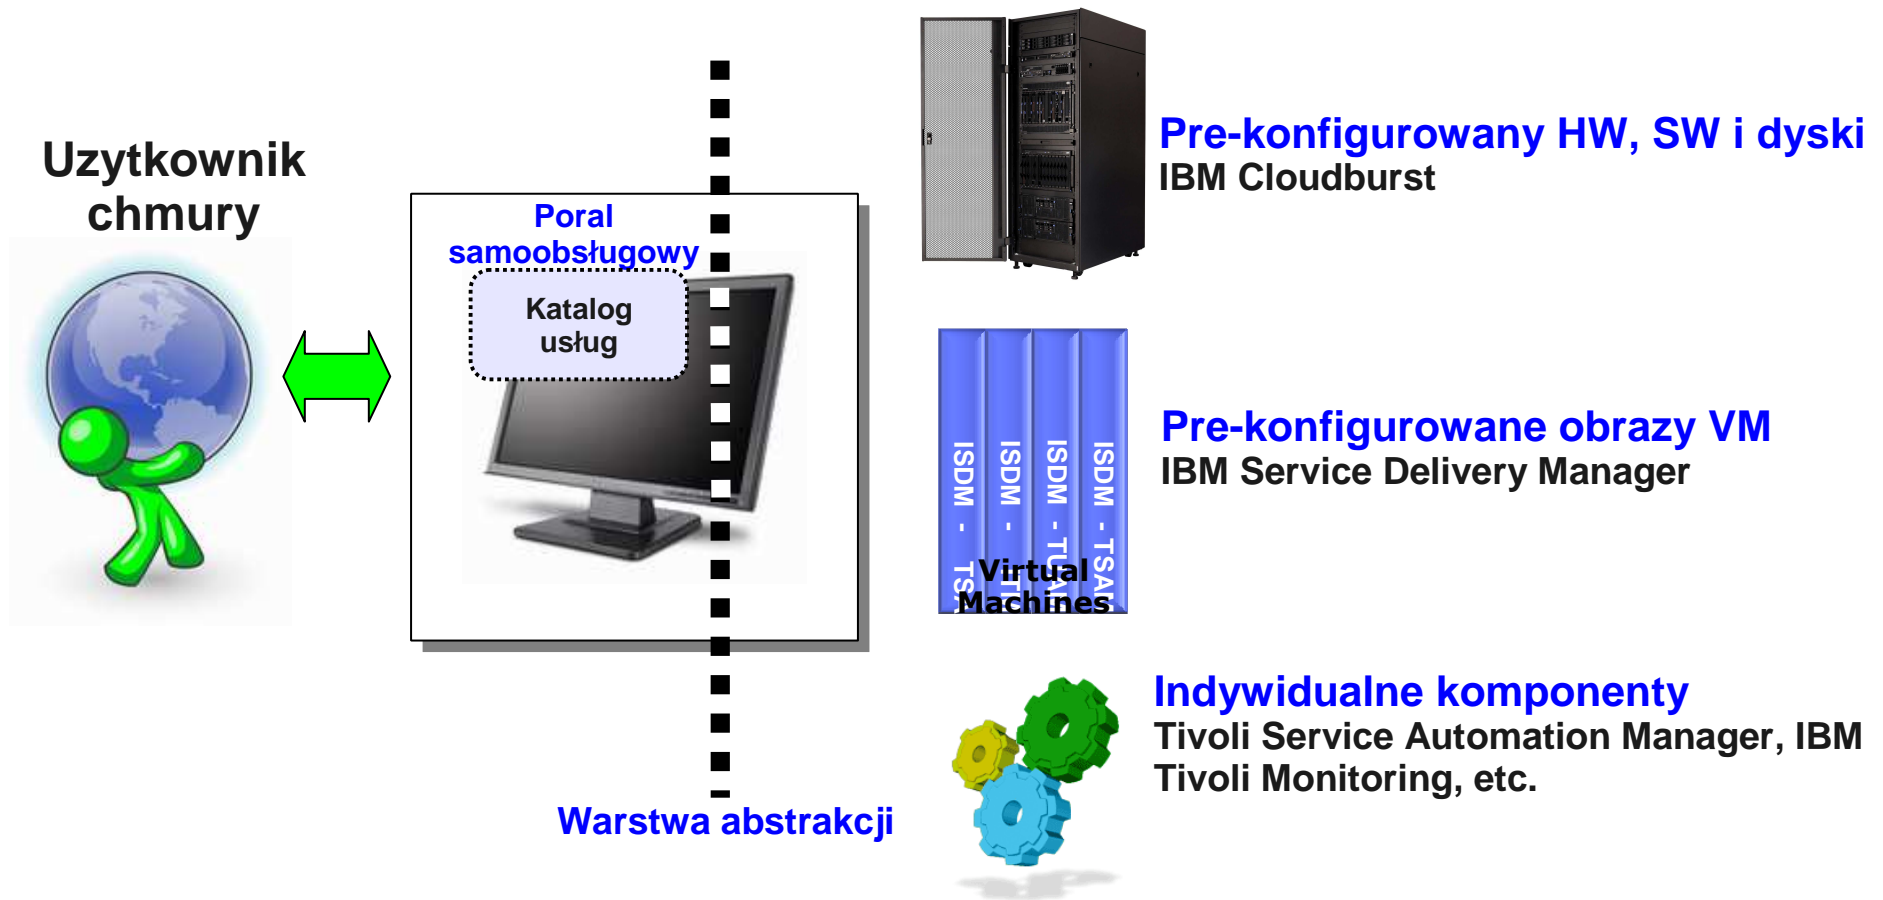 Uzytkownik
chmury
Poral
samoobsługowy
Katalog
usług
Warstwa abstrakcji
Pre-konfigurowany HW, SW i dyski
IBM Cloudburst
ISDM -
ISDM -
ISDM - TUAM
ISDM - TSAM
Virtual
Machines
Pre-konfigurowane obrazy VM
IBM Service Delivery Manager
Indywidualne komponenty
Tivoli Service Automation Manager, IBM
Tivoli Monitoring, etc.